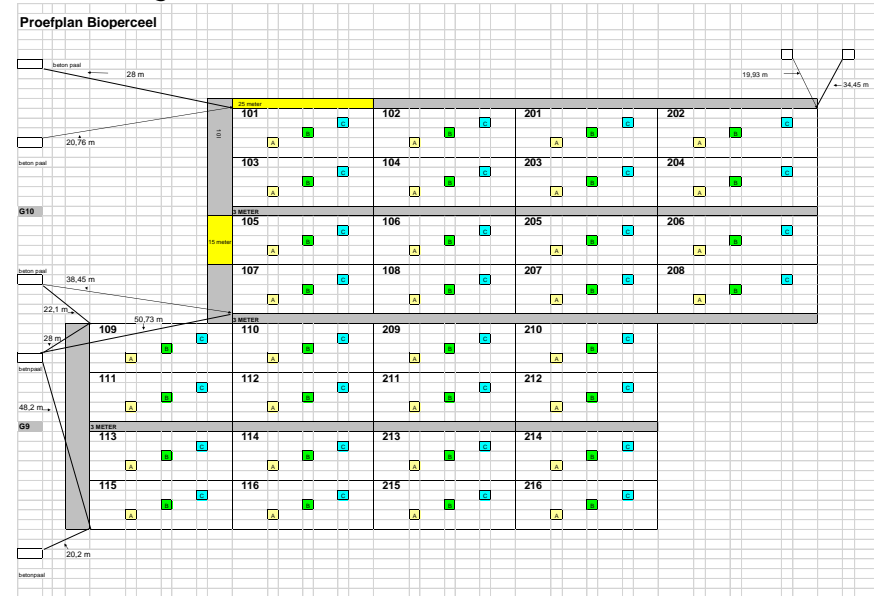 Proefplan Bioperceel
beton paal
28 m
19,93 m
34,45 m
25 meter
101 102 201 202
C C C C
B B B B
A A A A
20,76 m
beton paal
103 104 203 204
C C C C
B B B B
A A A A
G10 3 METER
105 106 205 206
C C C C
15 meter B B B B
A A A A
beton paal
107 108 207 208
38,45 m
C C C C
B B B B
A A A A
22,1 m
50,73 m
3 METER
109 110 209 210
28 m
C C C C
B B B B
A A A A
111 112 211 212
C C C C
B B B B
48,2 m
A A A A
G9 3 METER
113 114 213 214
C C C C
B B B B
A A A A
115 116 215 216
C C C C
B B B B
A A A A
20,2 m
betonpaal